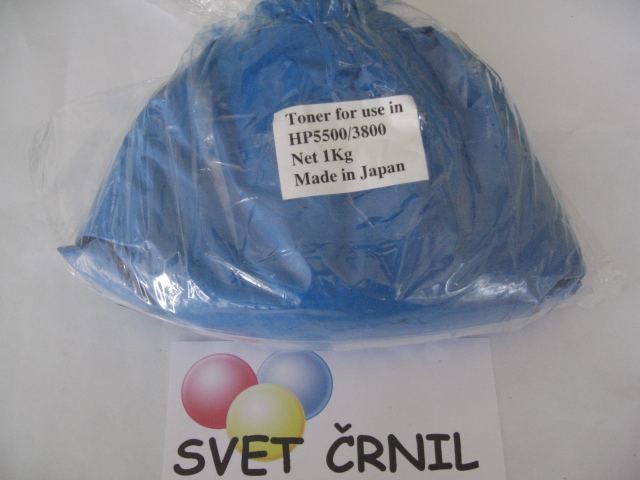 Toner for use in
HP5500/3800
Net 1Kg
Made in Japan
SVET ČRNIL